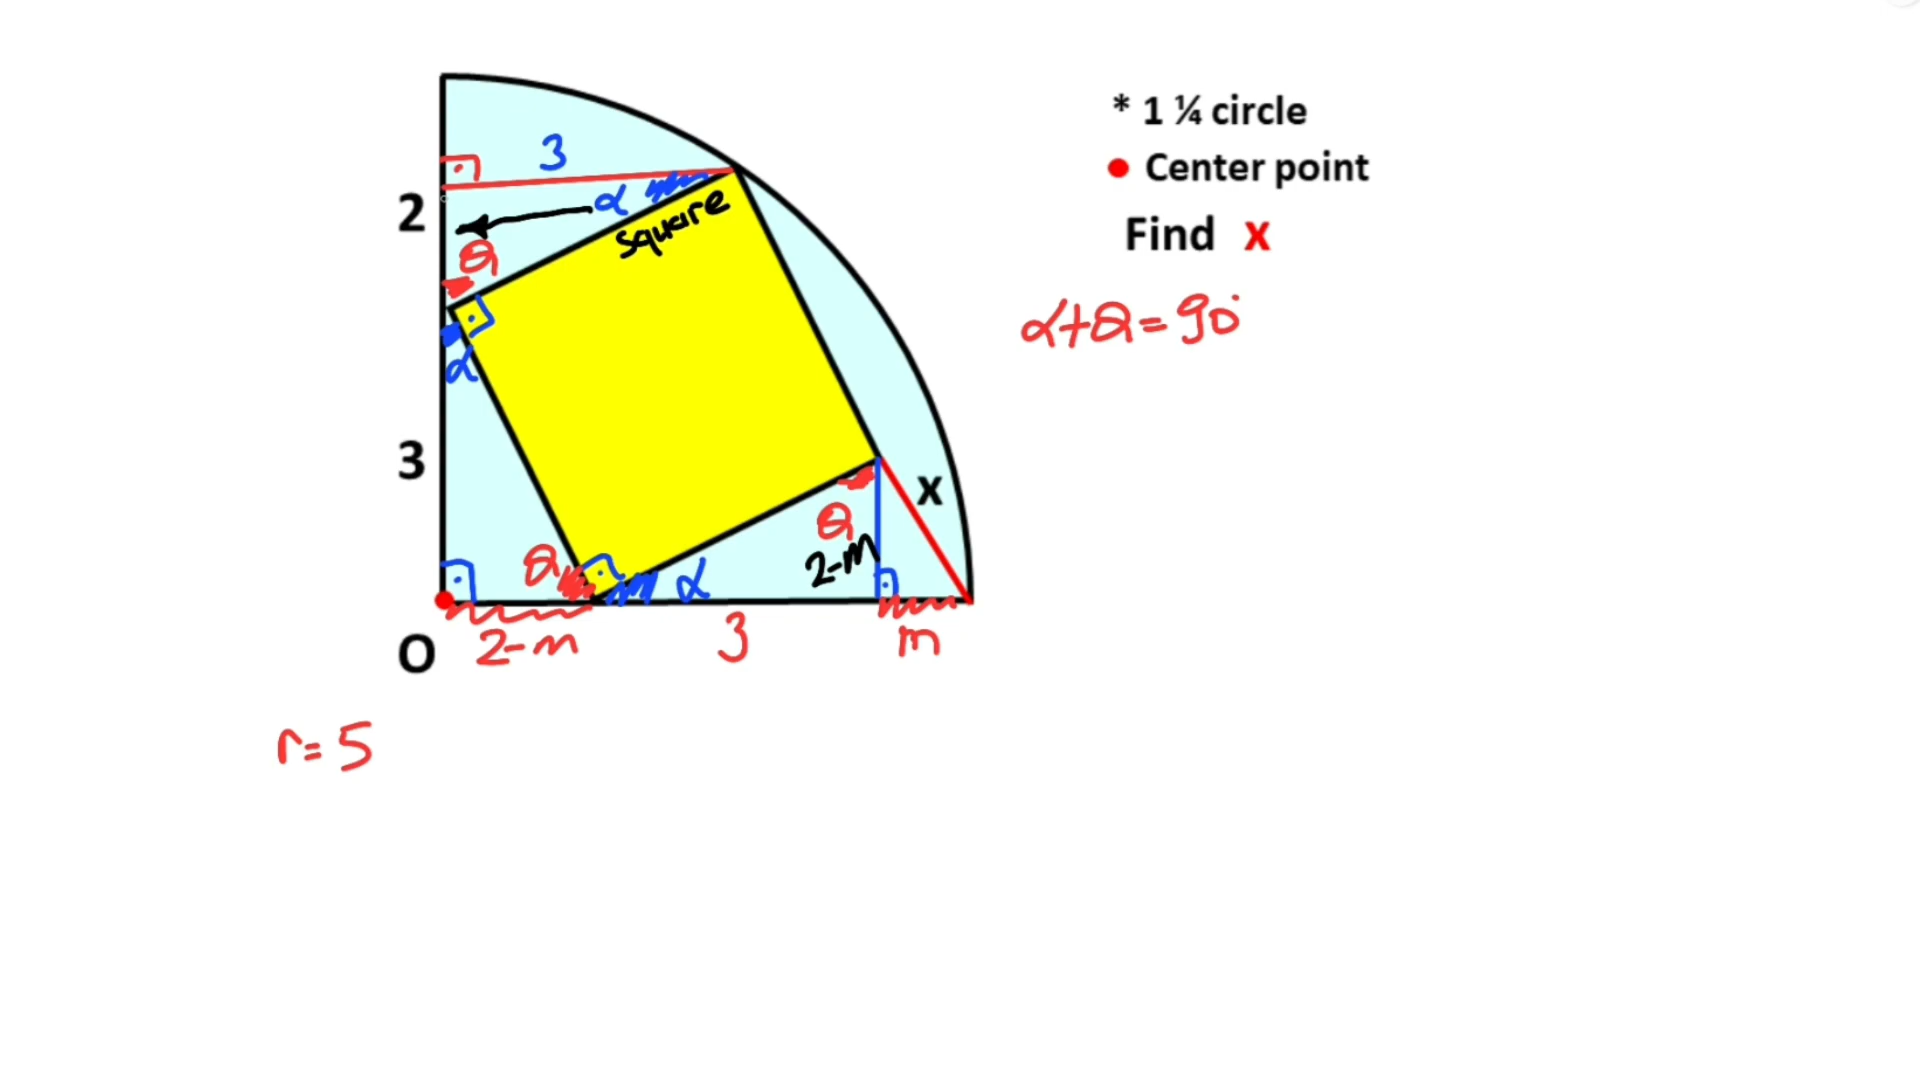 * 1 ¼ circle
Center point
Find x
α+θ=90°
3
2
α
square
θ
α
3
x
θ
θ
2-m
α
O
2-m
3
m
r=5